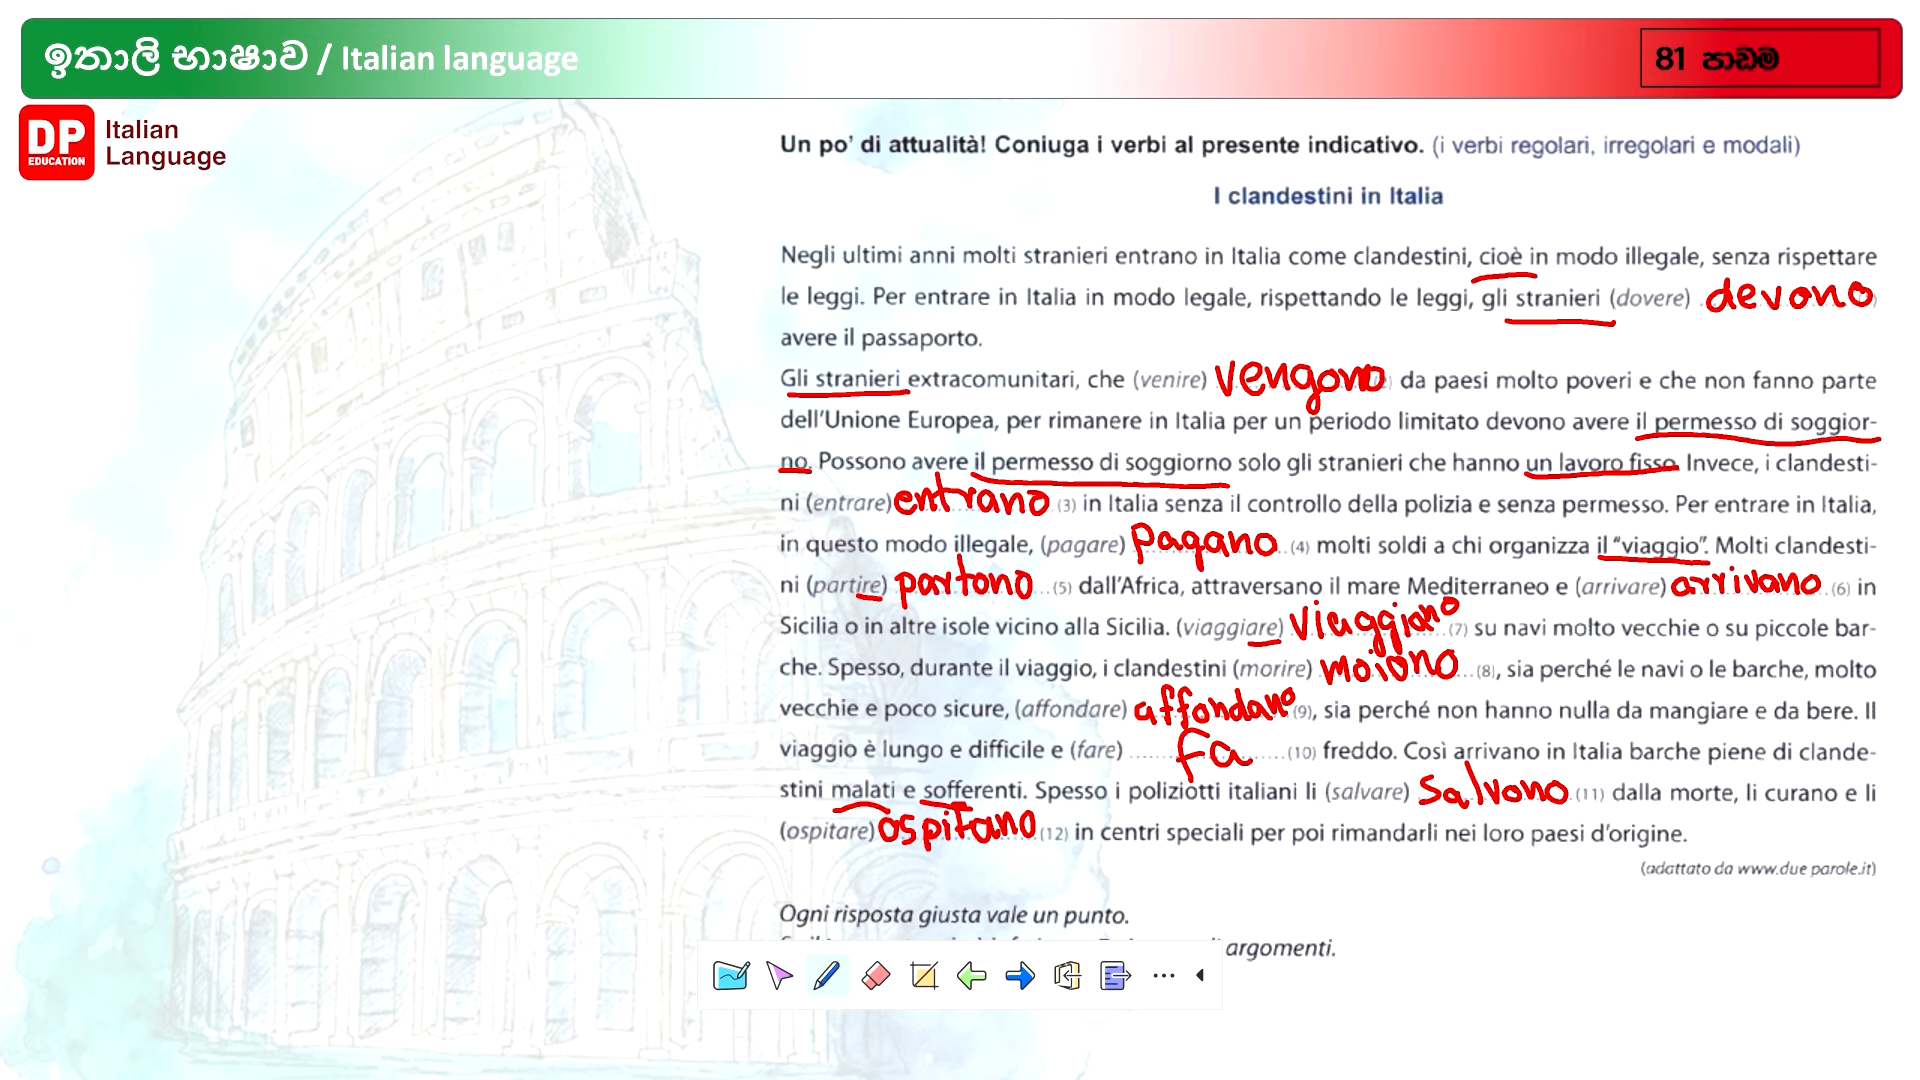 ඉතාලි භාෂාව / Italian language
81 පාඩම
DP
EDUCATION
Italian
Language
Un po' di attualità! Coniuga i verbi al presente indicativo. (i verbi regolari, irregolari e modali)
I clandestini in Italia
Negli ultimi anni molti stranieri entrano in Italia come clandestini, cioè in modo illegale, senza rispettare
le leggi. Per entrare in Italia in modo legale, rispettando le leggi, gli stranieri (dovere) devono
avere il passaporto.
Gli stranieri extracomunitari, che (venire) vengono da paesi molto poveri e che non fanno parte
dell'Unione Europea, per rimanere in Italia per un periodo limitato devono avere il permesso di soggior-
no. Possono avere il permesso di soggiorno solo gli stranieri che hanno un lavoro fisso. Invece, i clandesti-
ni (entrare) entrano (3) in Italia senza il controllo della polizia e senza permesso. Per entrare in Italia,
in questo modo illegale, (pagare) Pagano (4) molti soldi a chi organizza il "viaggio". Molti clandesti-
ni (partire) partono (5) dall'Africa, attraversano il mare Mediterraneo e (arrivare) arrivano (6) in
Sicilia o in altre isole vicino alla Sicilia. (viaggiare) Viaggiano (7) su navi molto vecchie o su piccole bar-
che. Spesso, durante il viaggio, i clandestini (morire) moiono (8), sia perché le navi o le barche, molto
vecchie e poco sicure, (affondare) affondano (9), sia perché non hanno nulla da mangiare e da bere. Il
viaggio è lungo e difficile e (fare) fa (10) freddo. Così arrivano in Italia barche piene di clande-
stini malati e sofferenti. Spesso i poliziotti italiani li (salvare) Salvono (11) dalla morte, li curano e li
(ospitare) ospitano (12) in centri speciali per poi rimandarli nei loro paesi d'origine.
(adattato da www.due parole.it)
Ogni risposta giusta vale un punto.
argomenti.